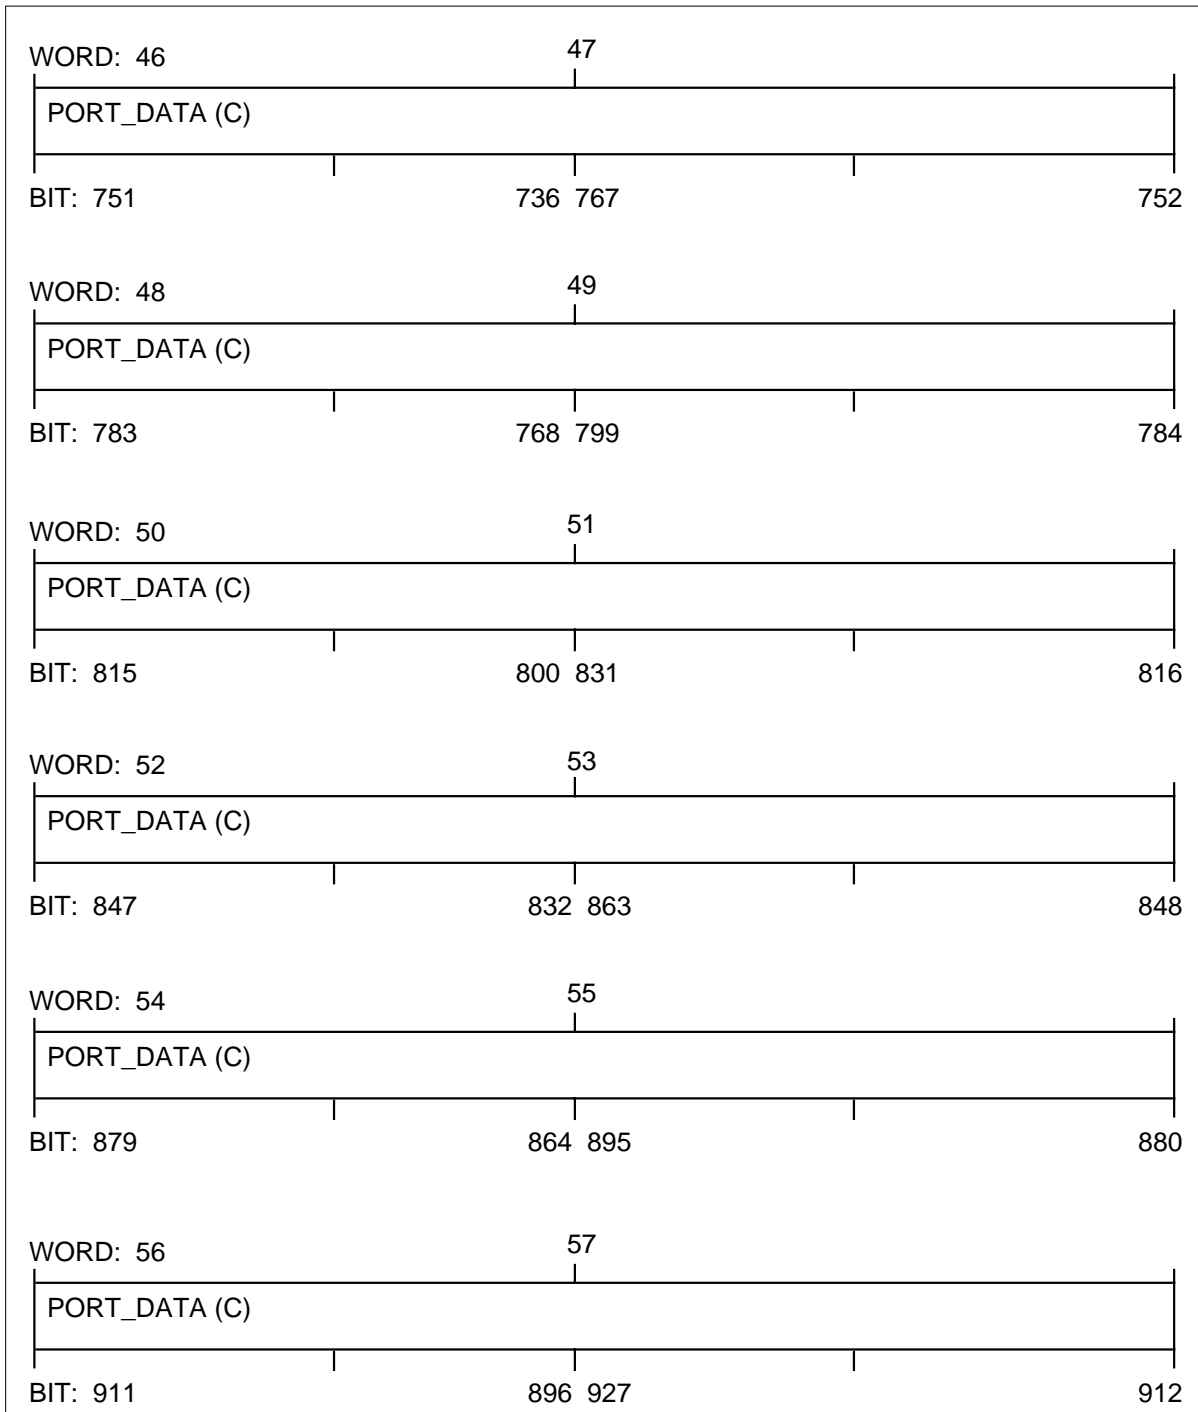 WORD: 46 47
PORT_DATA (C)
BIT: 751 736 767 752
WORD: 48 49
PORT_DATA (C)
BIT: 783 768 799 784
WORD: 50 51
PORT_DATA (C)
BIT: 815 800 831 816
WORD: 52 53
PORT_DATA (C)
BIT: 847 832 863 848
WORD: 54 55
PORT_DATA (C)
BIT: 879 864 895 880
WORD: 56 57
PORT_DATA (C)
BIT: 911 896 927 912